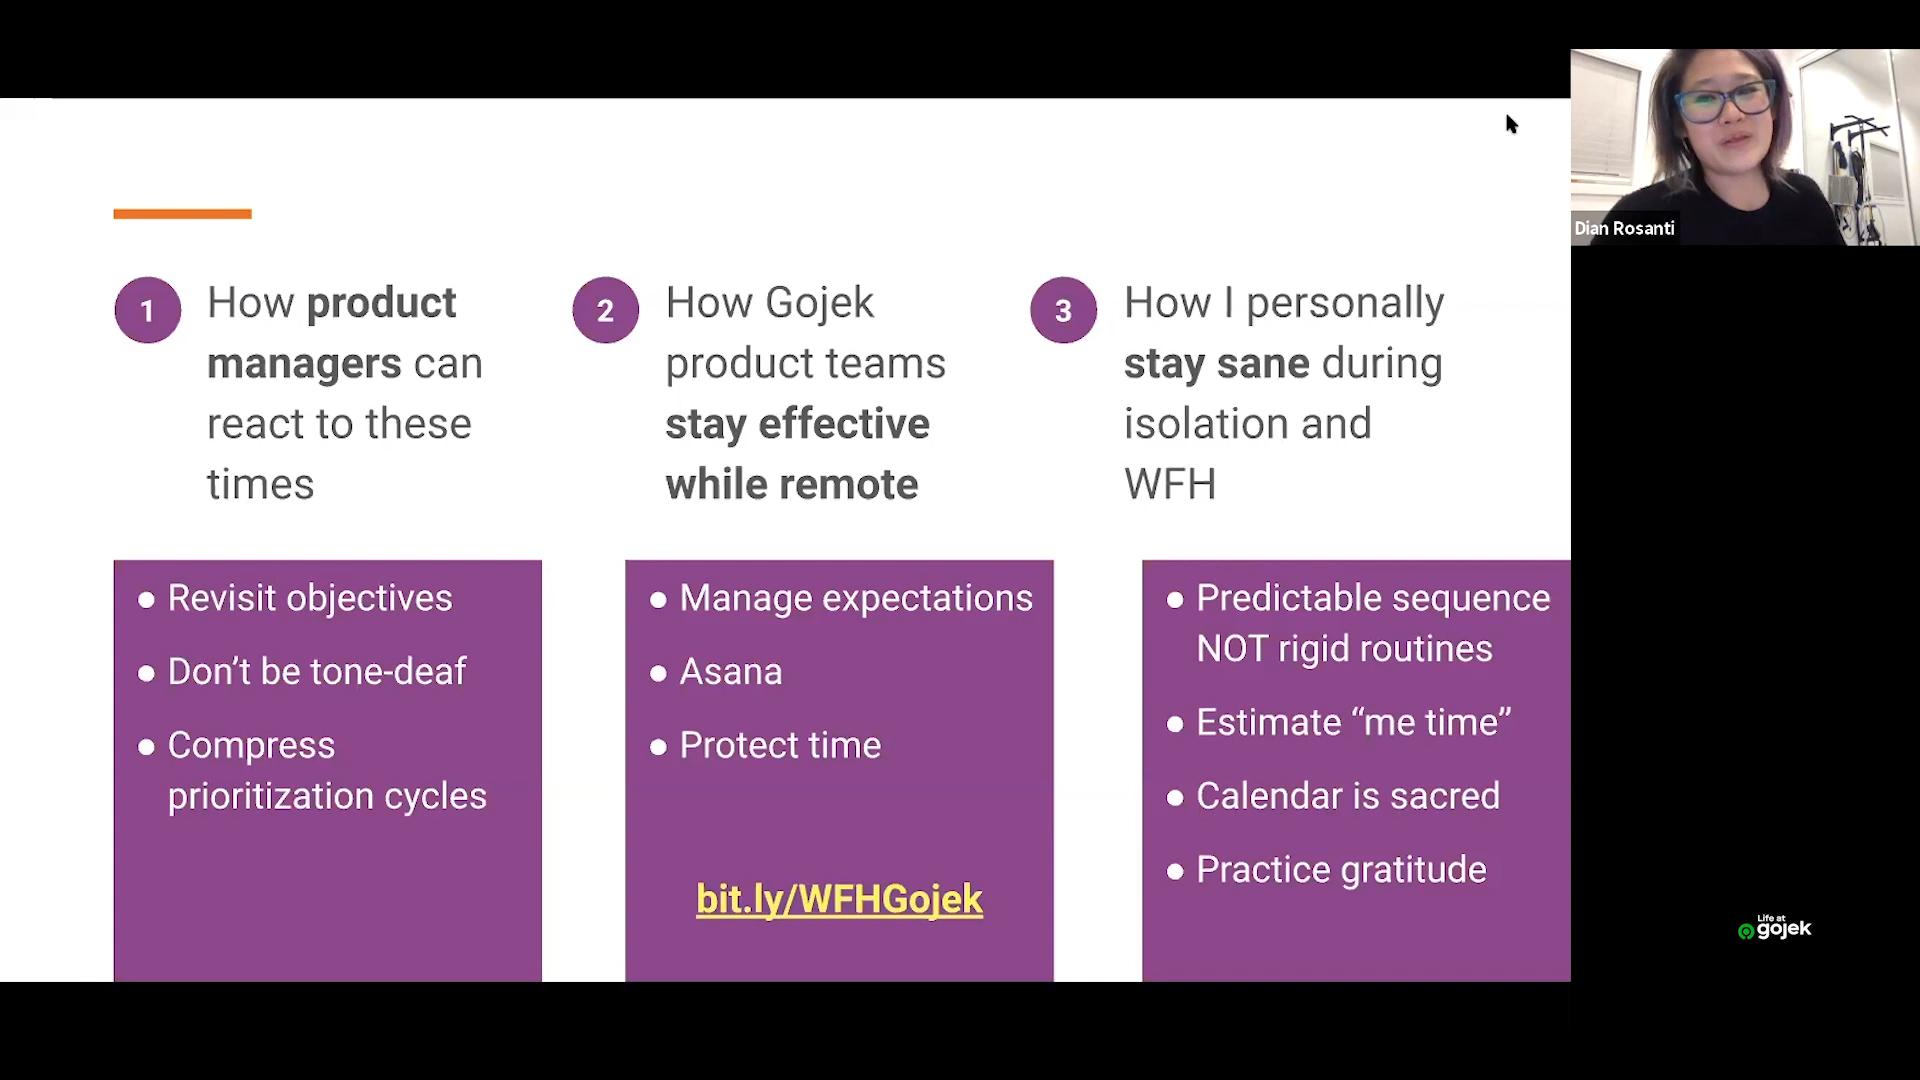 1
How product
managers can
react to these
times
2
How Gojek
product teams
stay effective
while remote
3
How I personally
stay sane during
isolation and
WFH
● Revisit objectives
● Don’t be tone-deaf
● Compress
prioritization cycles
● Manage expectations
● Asana
● Protect time
bit.ly/WFHGojek
● Predictable sequence
NOT rigid routines
● Estimate “me time”
● Calendar is sacred
● Practice gratitude
Dian Rosanti
Life at
gojek